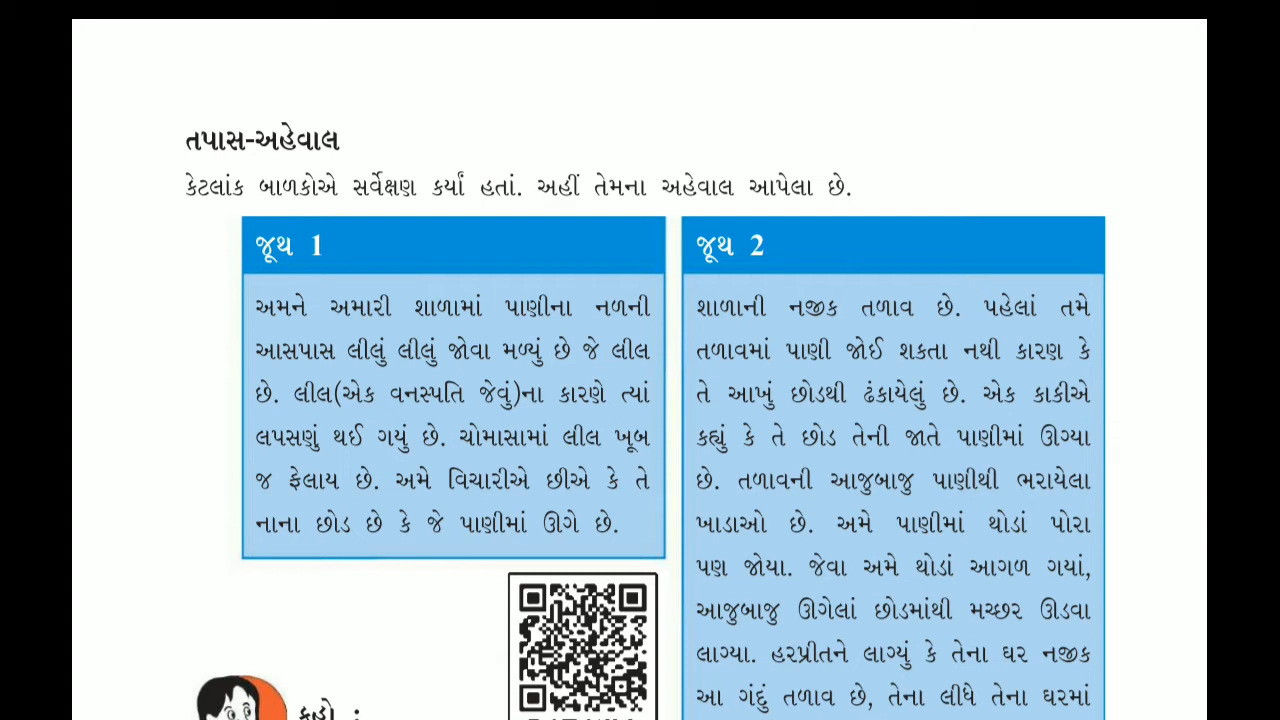 તપાસ-અહેવાલ
કેટલાંક બાળકોએ સર્વેક્ષણ કર્યાં હતાં. અહીં તેમના અહેવાલ આપેલા છે.
જૂથ 1
અમને અમારી શાળામાં પાણીના નળની
આસપાસ લીલું લીલું જોવા મળ્યું છે જે લીલ
છે. લીલ(એક વનસ્પતિ જેવું)ના કારણે ત્યાં
લપસણું થઈ ગયું છે. ચોમાસામાં લીલ ખૂબ
જ ફેલાય છે. અમે વિચારીએ છીએ કે તે
નાના છોડ છે કે જે પાણીમાં ઊગે છે.
જૂથ 2
શાળાની નજીક તળાવ છે. પહેલાં તમે
તળાવમાં પાણી જોઈ શકતા નથી કારણ કે
તે આખું છોડથી ઢંકાયેલું છે. એક કાકીએ
કહ્યું કે તે છોડ તેની જાતે પાણીમાં ઊગ્યા
છે. તળાવની આજુબાજુ પાણીથી ભરાયેલા
ખાડાઓ છે. અમે પાણીમાં થોડાં પોરા
પણ જોયા. જેવા અમે થોડાં આગળ ગયાં,
આજુબાજુ ઊગેલાં છોડમાંથી મચ્છર ઊડવા
લાગ્યા. હરપ્રીતને લાગ્યું કે તેના ઘર નજીક
આ ગંદું તળાવ છે, તેના લીધે તેના ઘરમાં
કહો :